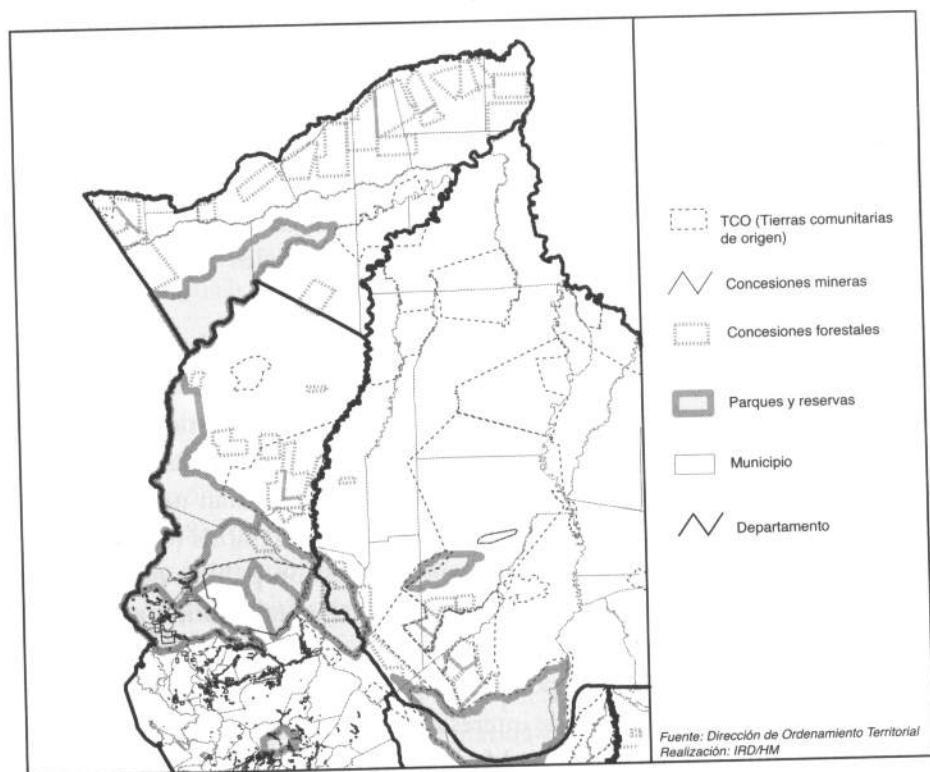 TCO (Tierras comunitarias
de origen)
Concesiones mineras
Concesiones forestales
Parques y reservas
Municipio
Departamento
Fuente: Dirección de Ordenamiento Territorial
Realización: IRD/HM